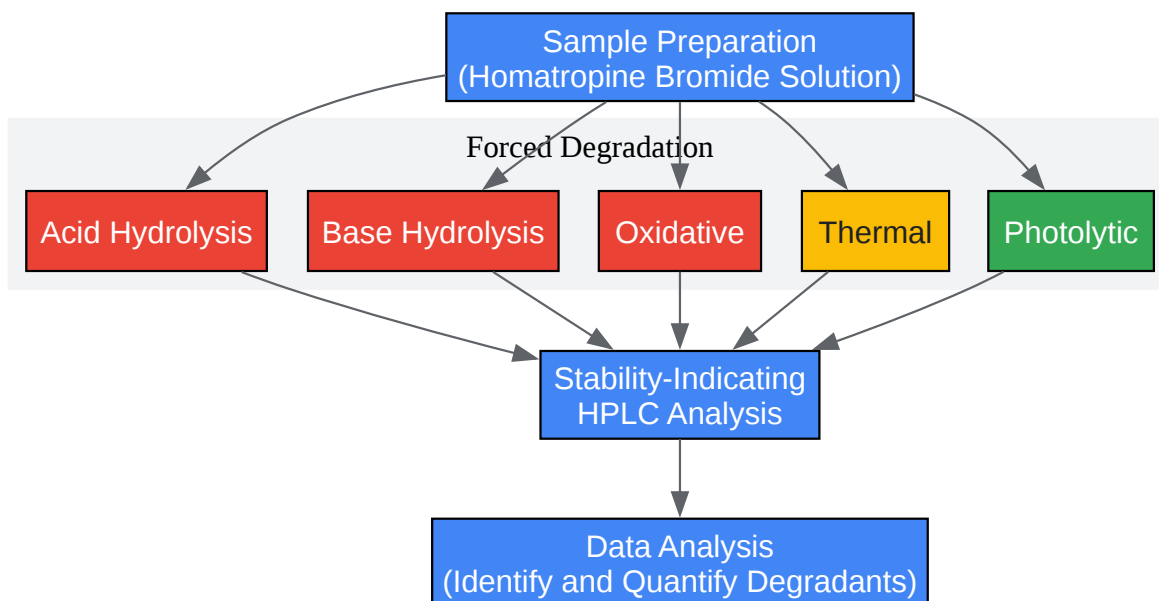 Sample Preparation
(Homatropine Bromide Solution)
Forced Degradation
Acid Hydrolysis
Base Hydrolysis
Oxidative
Thermal
Photolytic
Stability-Indicating
HPLC Analysis
Data Analysis
(Identify and Quantify Degradants)